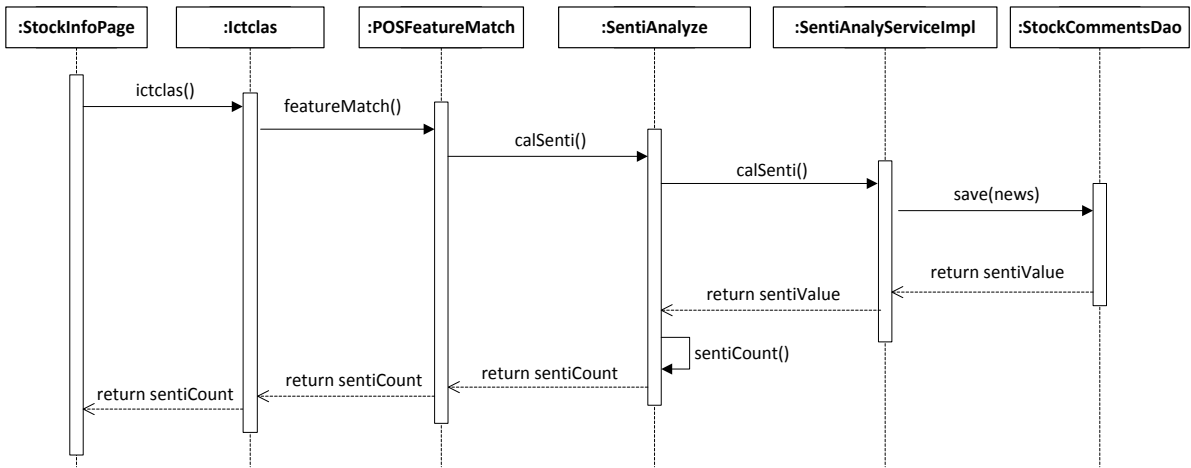 :StockInfoPage
:Ictclas
:POSFeatureMatch
:SentiAnalyze
:SentiAnalyServiceImpl
:StockCommentsDao
ictclas()
featureMatch()
calSenti()
calSenti()
save(news)
return sentiValue
return sentiValue
sentiCount()
return sentiCount
return sentiCount
return sentiCount